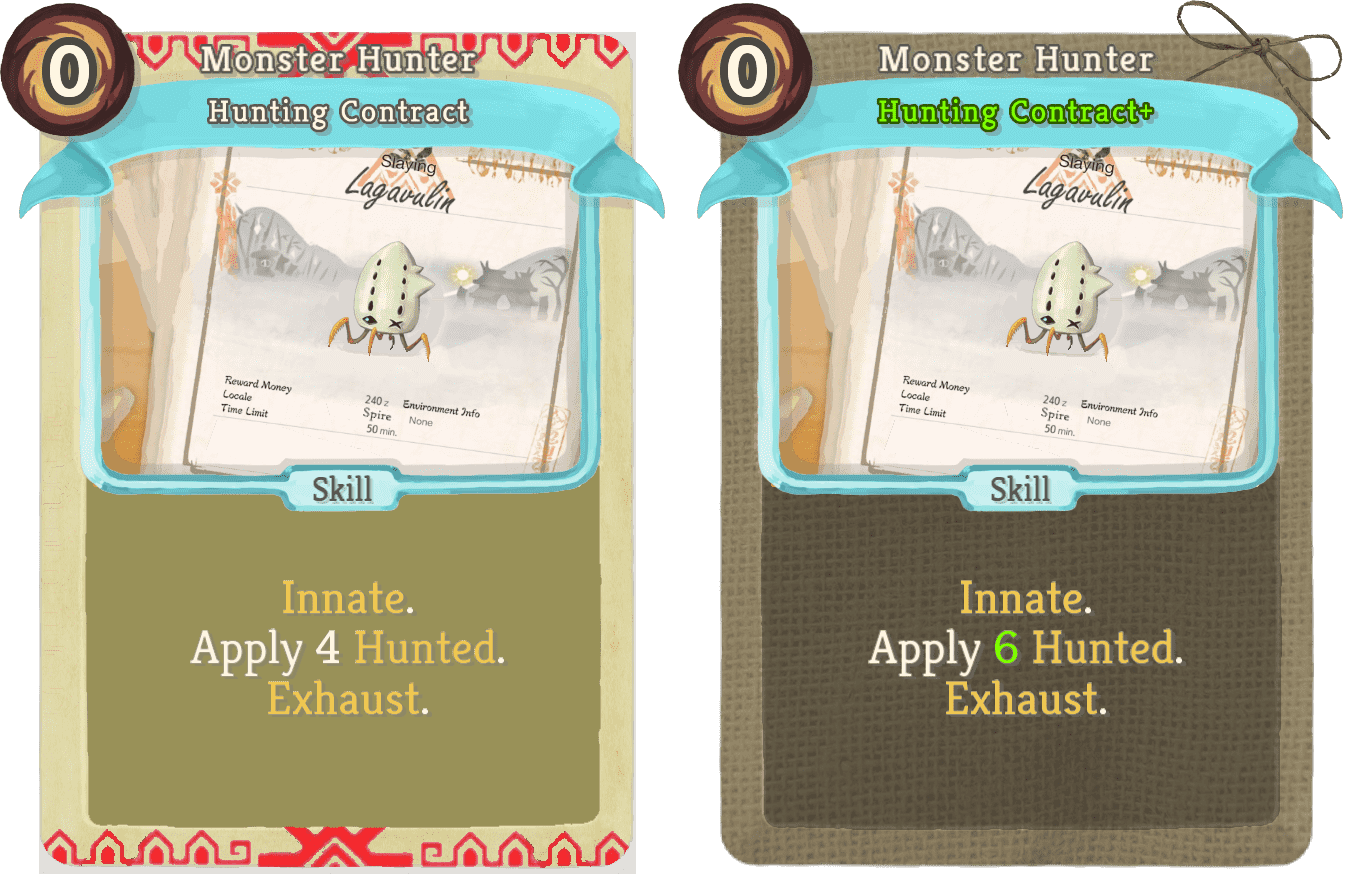 0
Monster Hunter
Hunting Contract
Slaying
Lagavulin
Reward Money 240 z
Locale Spire
Time Limit 50 min.
Environment Info
None
Skill
Innate.
Apply 4 Hunted.
Exhaust.
0
Monster Hunter
Hunting Contract+
Slaying
Lagavulin
Reward Money 240 z
Locale Spire
Time Limit 50 min.
Environment Info
None
Skill
Innate.
Apply 6 Hunted.
Exhaust.